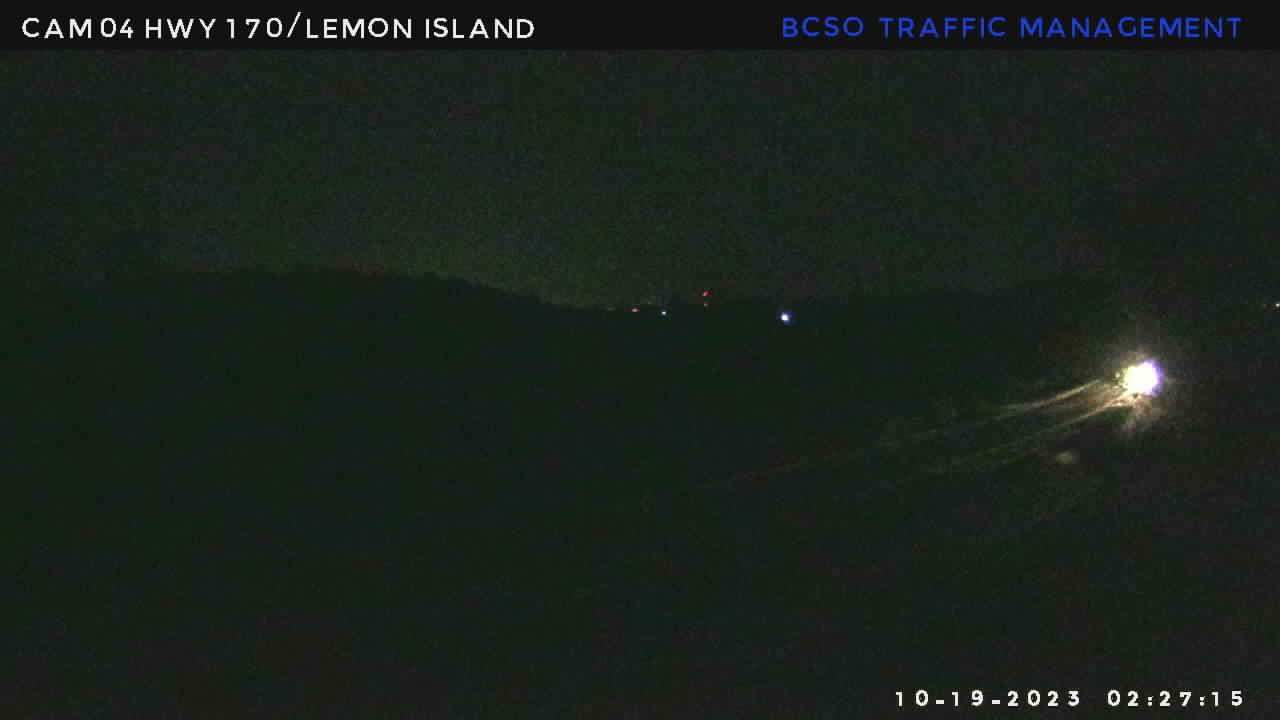 CAM 04 HWY 170/LEMON ISLAND
BCSO TRAFFIC MANAGEMENT
10-19-2023 02:27:15